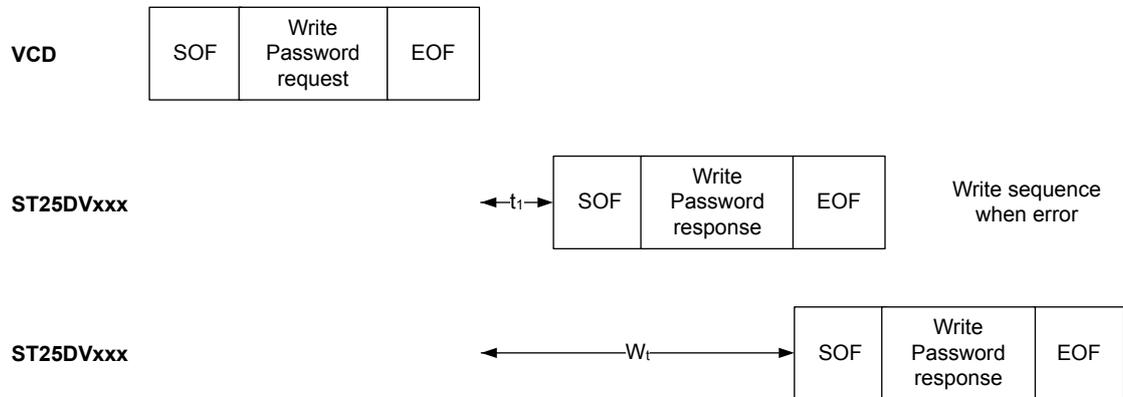 VCD
SOF
Write
Password
request
EOF
ST25DVxxx
t1
SOF
Write
Password
response
EOF
Write sequence
when error
ST25DVxxx
Wt
SOF
Write
Password
response
EOF